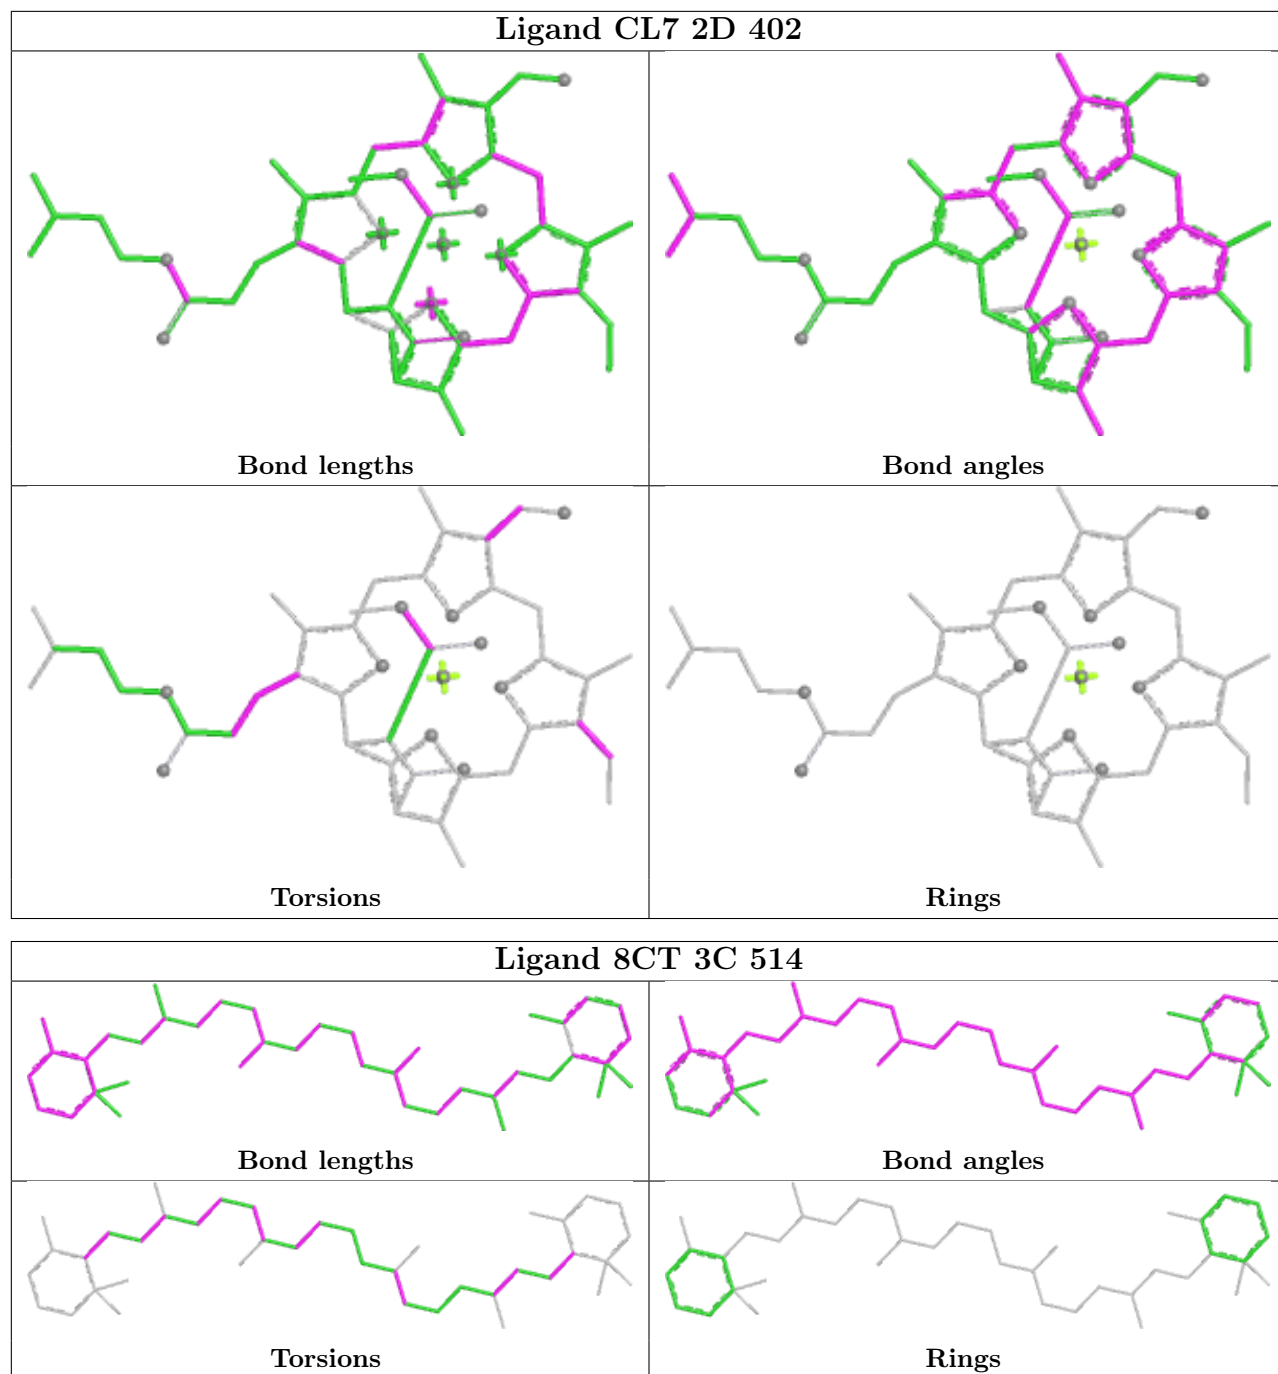 Ligand CL7 2D 402
Bond lengths
Bond angles
Torsions
Rings
Ligand 8CT 3C 514
Bond lengths
Bond angles
Torsions
Rings